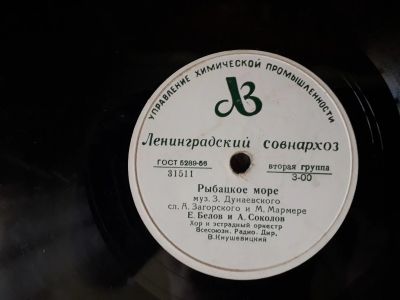 УПРАВЛЕНИЕ ХИМИЧЕСКОЙ ПРОМЫШЛЕННОСТИ
ЛЗ
Ленинградский совнархоз
ГОСТ 5289-56
вторая группа
31511
3-00
Рыбацкое море
муз. З. Дунаевского
сл. А. Загорского и М. Мармере
Е. Белов и А. Соколов
Хор и эстрадный оркестр
Всесоюзн. Радио. Дир.
В. Кнушевицкий